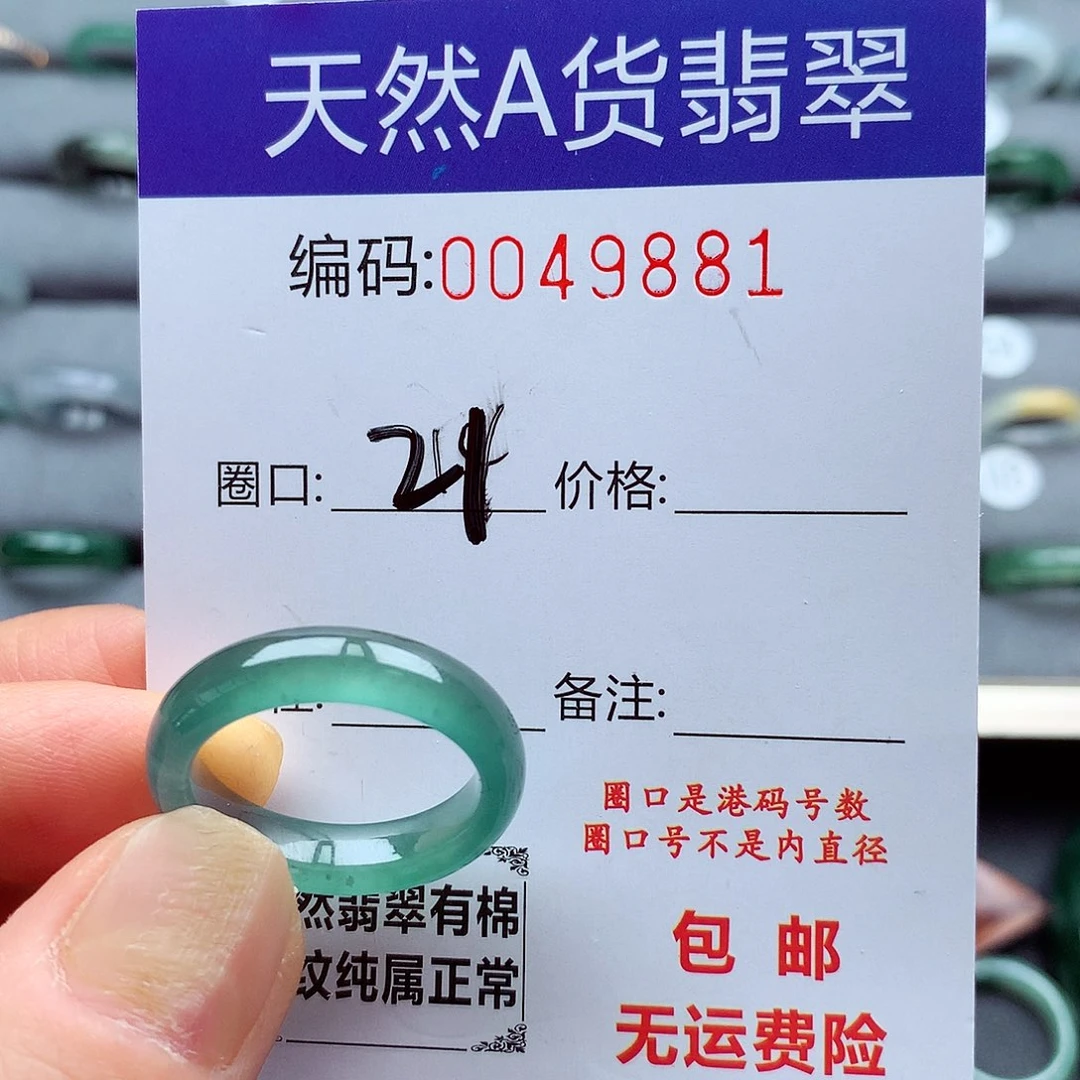 天然A货翡翠
编码:0049881
圈口: 21 价格:
备注:
圈口是港码号数
圈口号不是内直径
然翡翠有棉
纹纯属正常
包 邮
无运费险